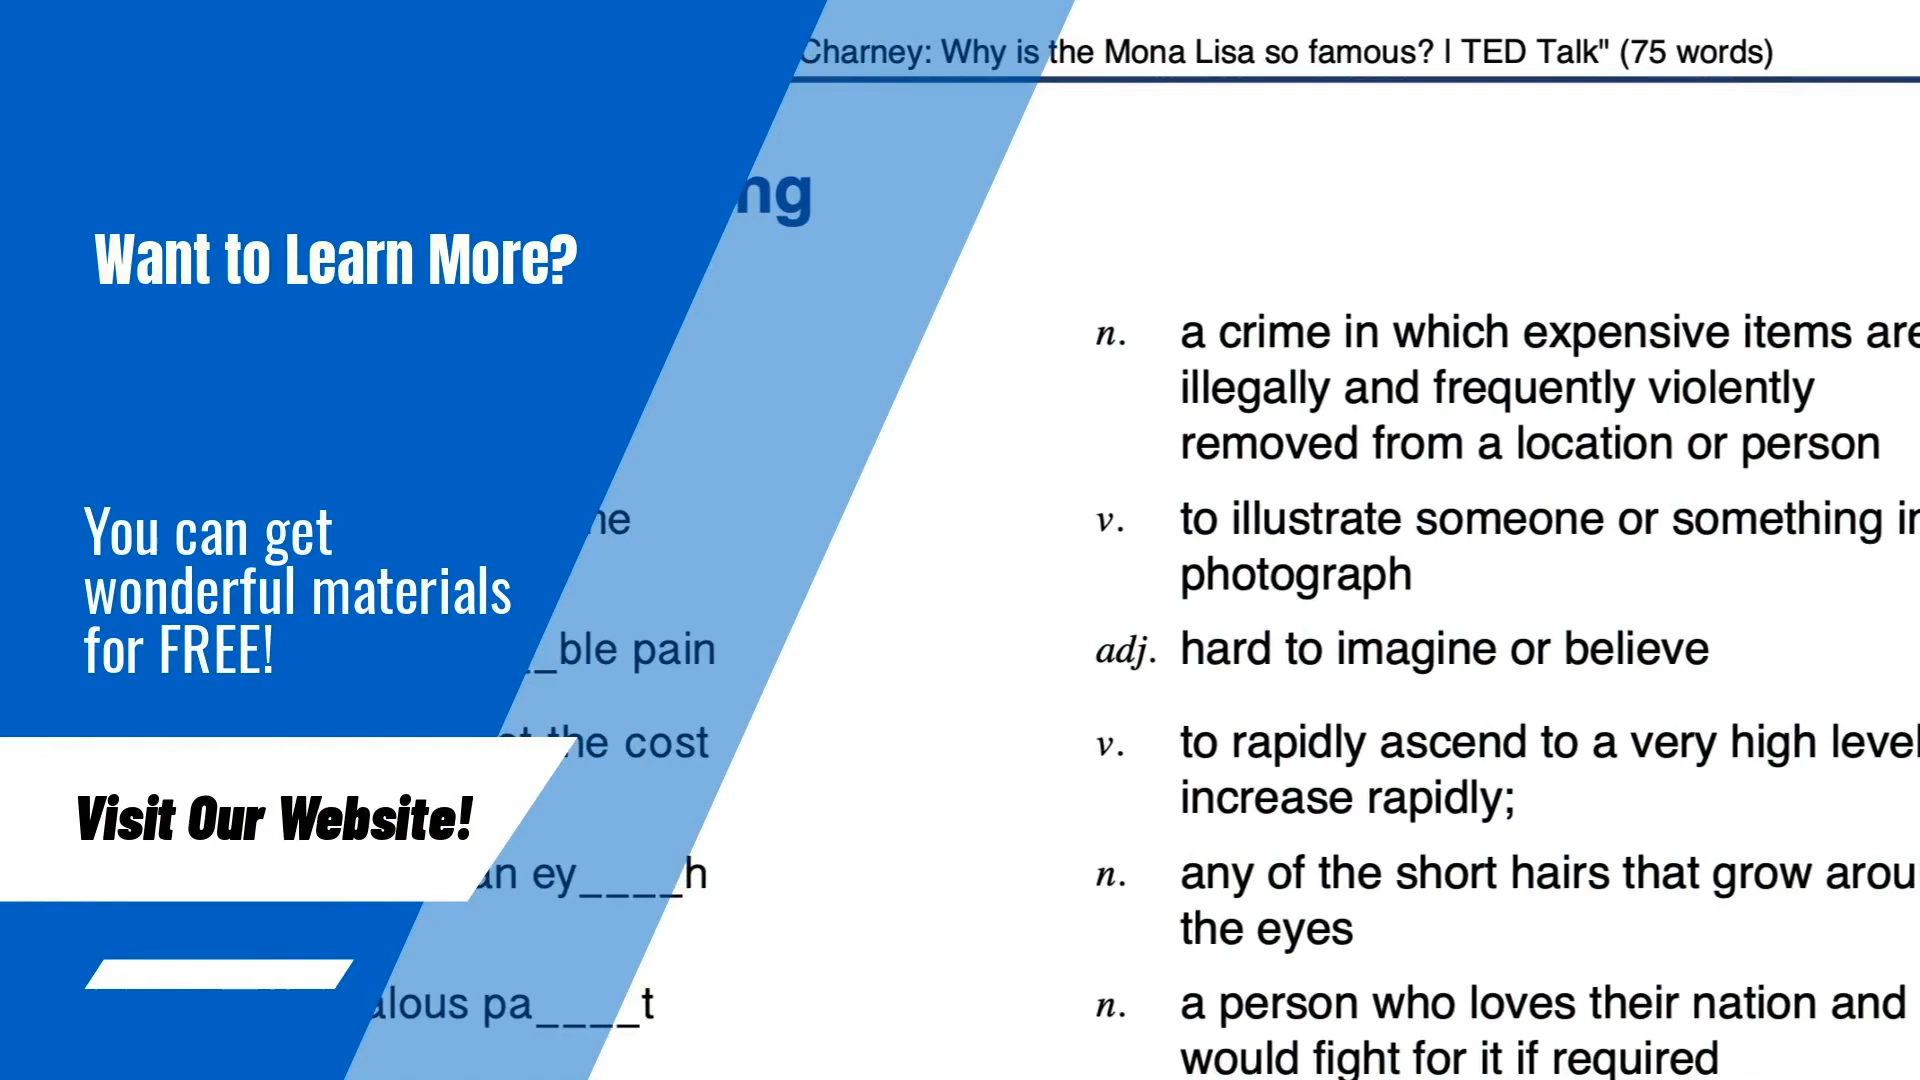 Charney: Why is the Mona Lisa so famous? | TED Talk" (75 words)
ng
Want to Learn More?
You can get
wonderful materials
for FREE!
Visit Our Website!
n. a crime in which expensive items are
illegally and frequently violently
removed from a location or person
ne v. to illustrate someone or something in
photograph
_ble pain adj. hard to imagine or believe
the cost v. to rapidly ascend to a very high level
increase rapidly;
an ey____h n. any of the short hairs that grow arou
the eyes
alous pa____t n. a person who loves their nation and
would fight for it if required